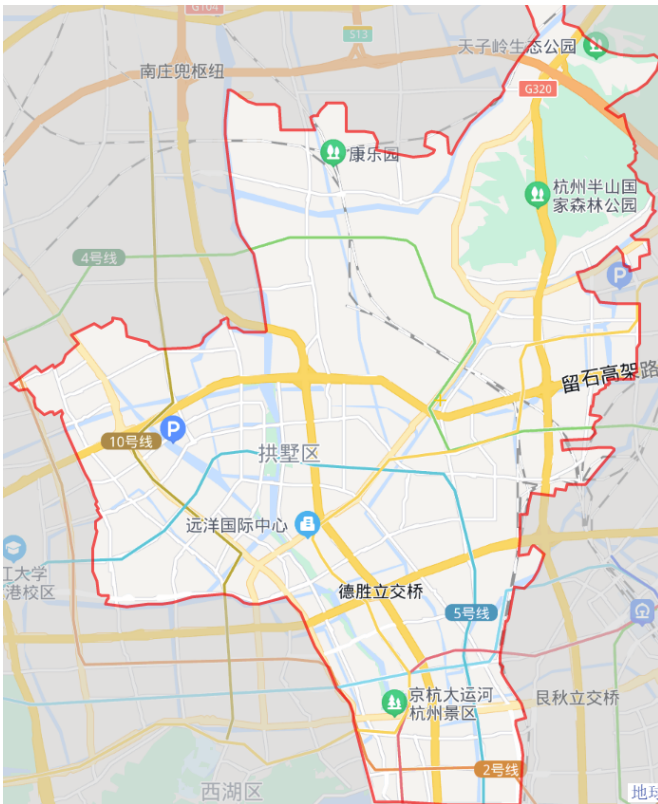 G104
S13
天子岭生态公园
南庄兜枢纽
G320
康乐园
杭州半山国
家森林公园
4号线
P
留石高架路
P
10号线
拱墅区
远洋国际中心
江大学
港校区
德胜立交桥
5号线
京杭大运河
杭州景区
艮秋立交桥
2号线
西湖区
地球